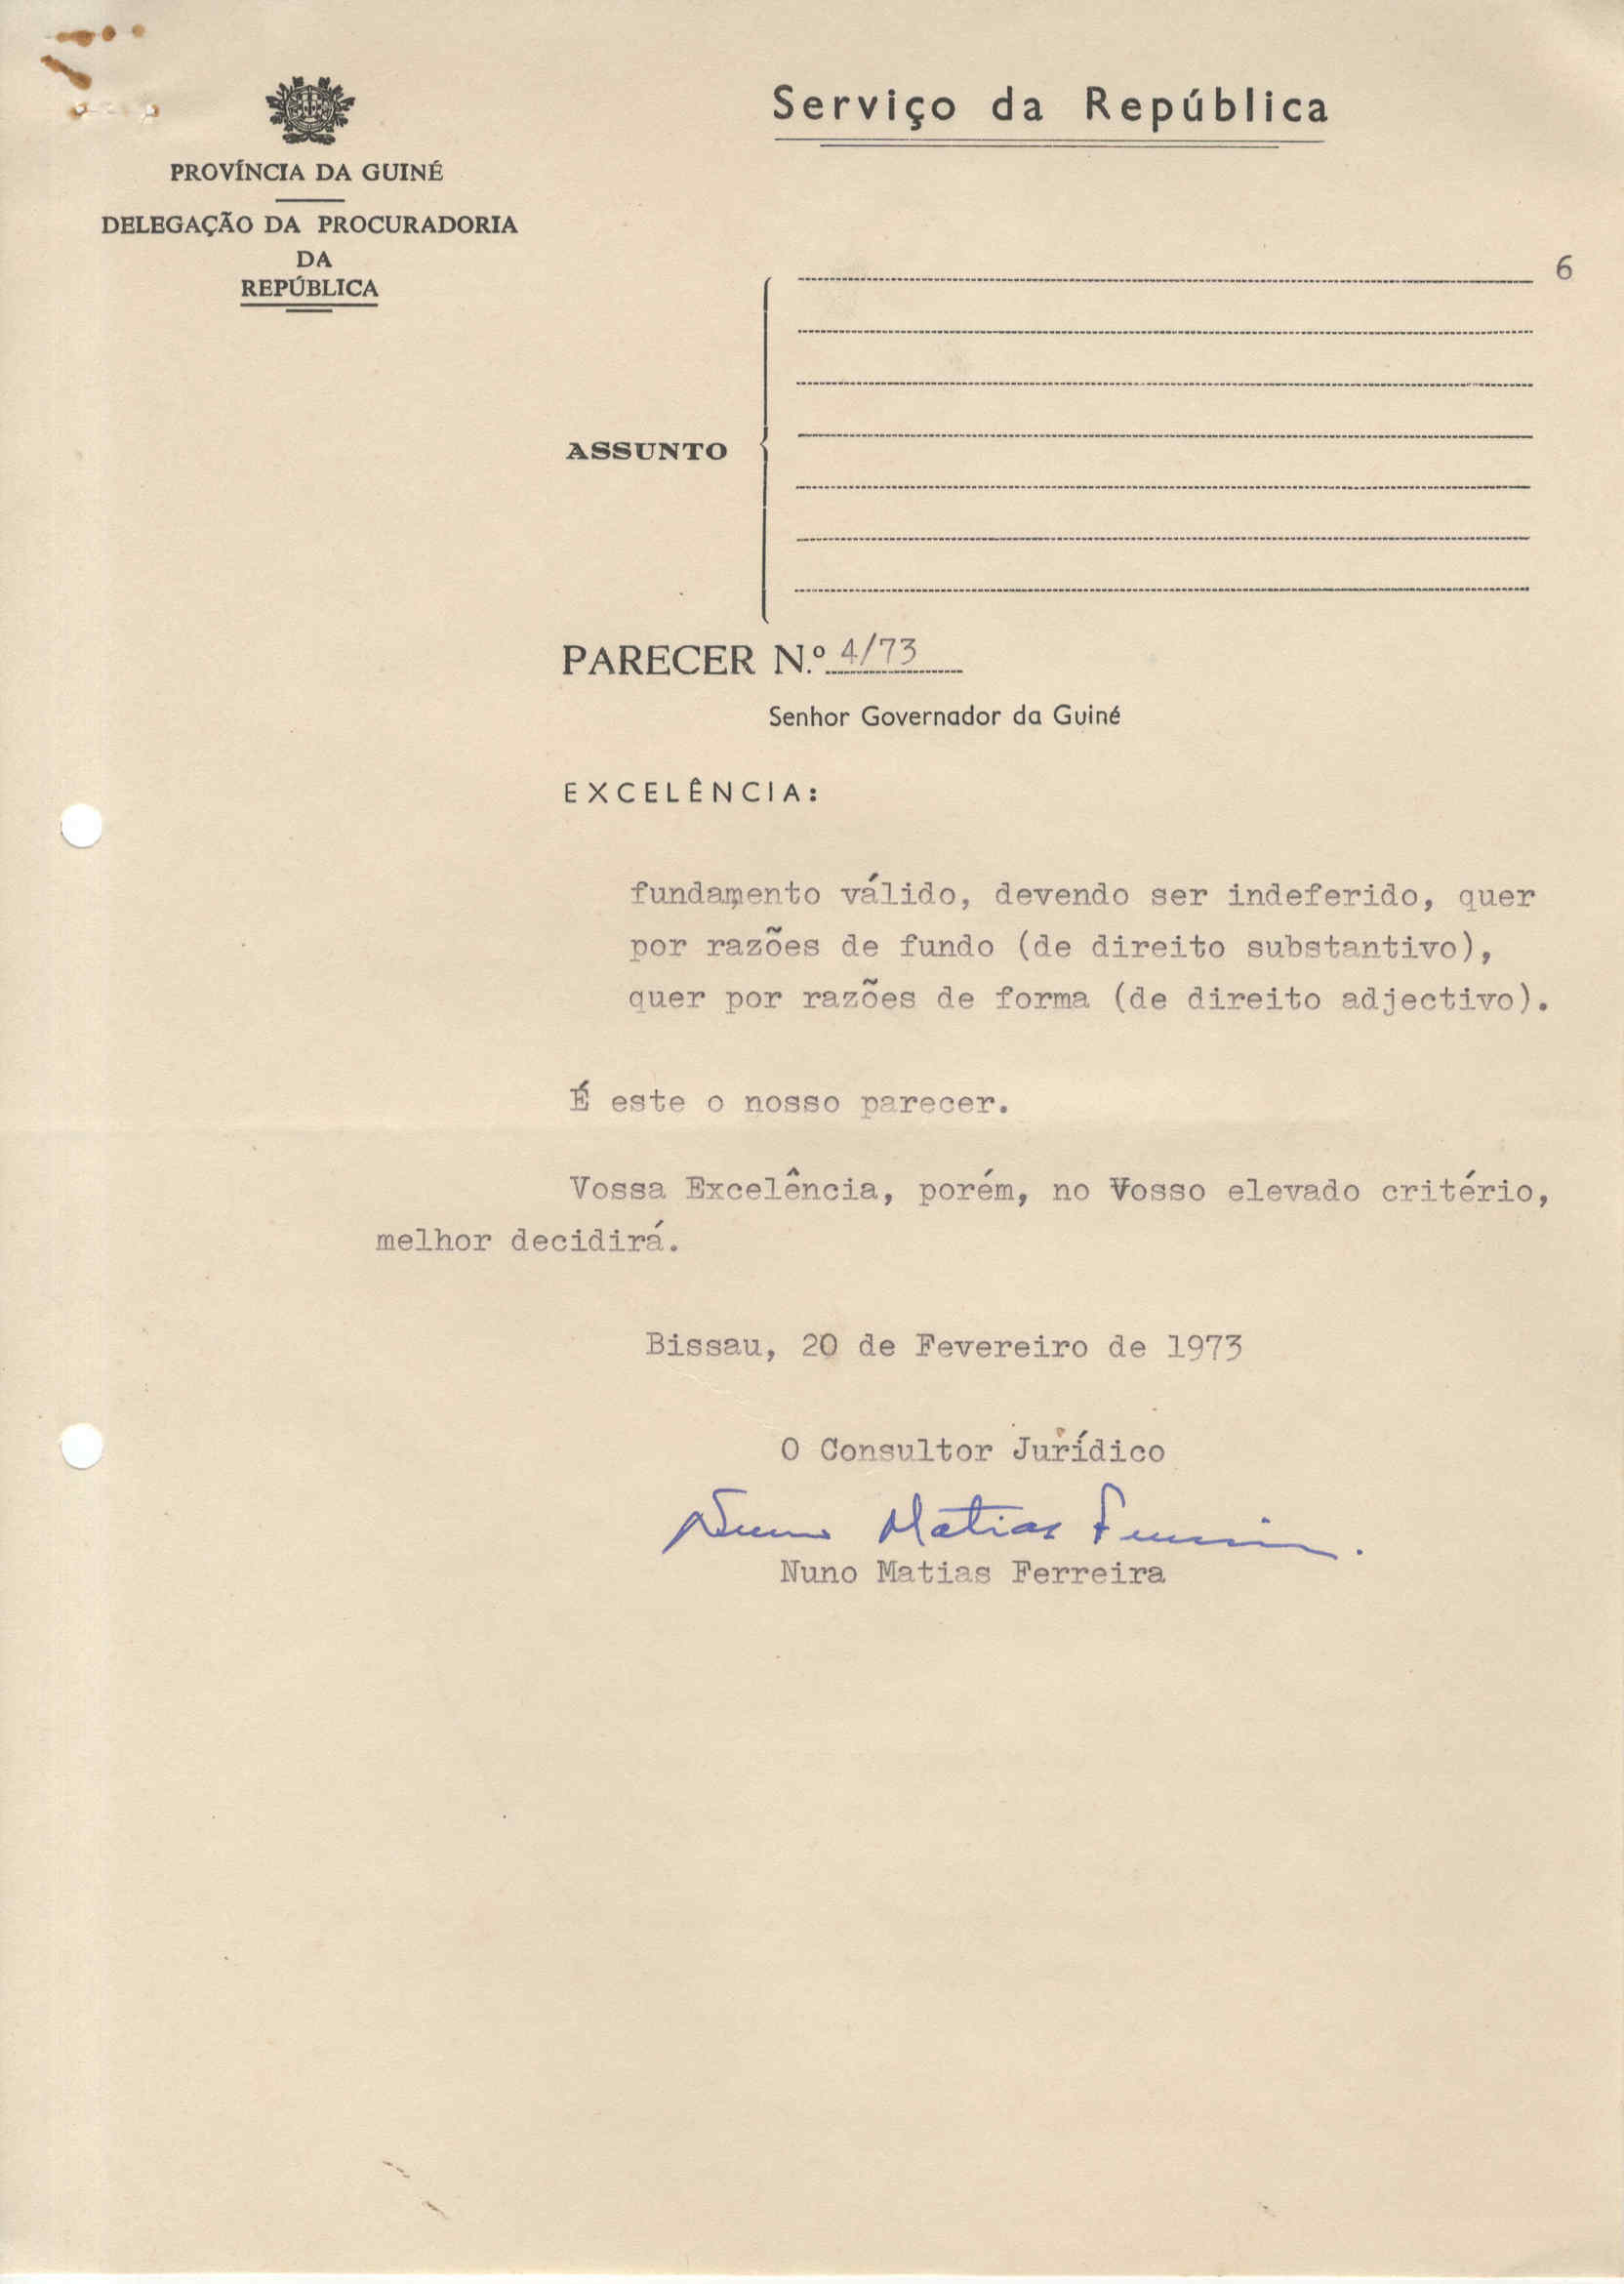 Serviço da República
PROVÍNCIA DA GUINÉ
DELEGAÇÃO DA PROCURADORIA
DA
REPÚBLICA
6
ASSUNTO
PARECER N.º 4/73
Senhor Governador da Guiné
EXCELÊNCIA:
fundamento válido, devendo ser indeferido, quer
por razões de fundo (de direito substantivo),
quer por razões de forma (de direito adjectivo).
É este o nosso parecer.
Vossa Excelência, porém, no Vosso elevado critério,
melhor decidirá.
Bissau, 20 de Fevereiro de 1973
O Consultor Jurídico
Nuno Matias Ferreira.
Nuno Matias Ferreira